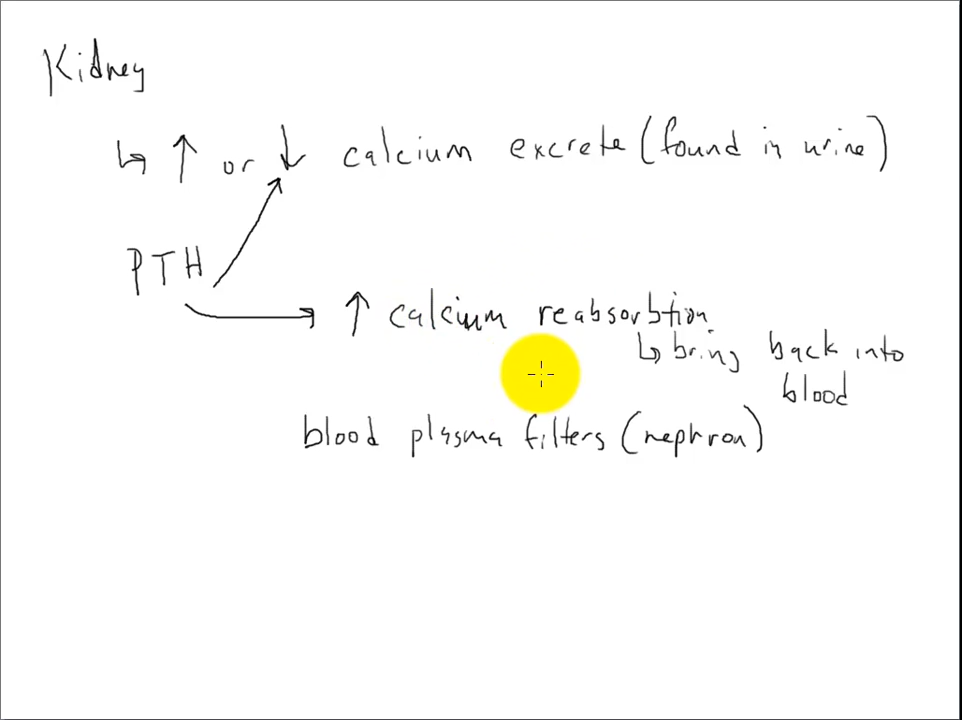 Kidney
↳ ↑ or ↓ calcium excrete (found in urine)
PTH
↑ calcium reabsorbtion
↳ bring back into
blood
blood plasma filters (nephron)